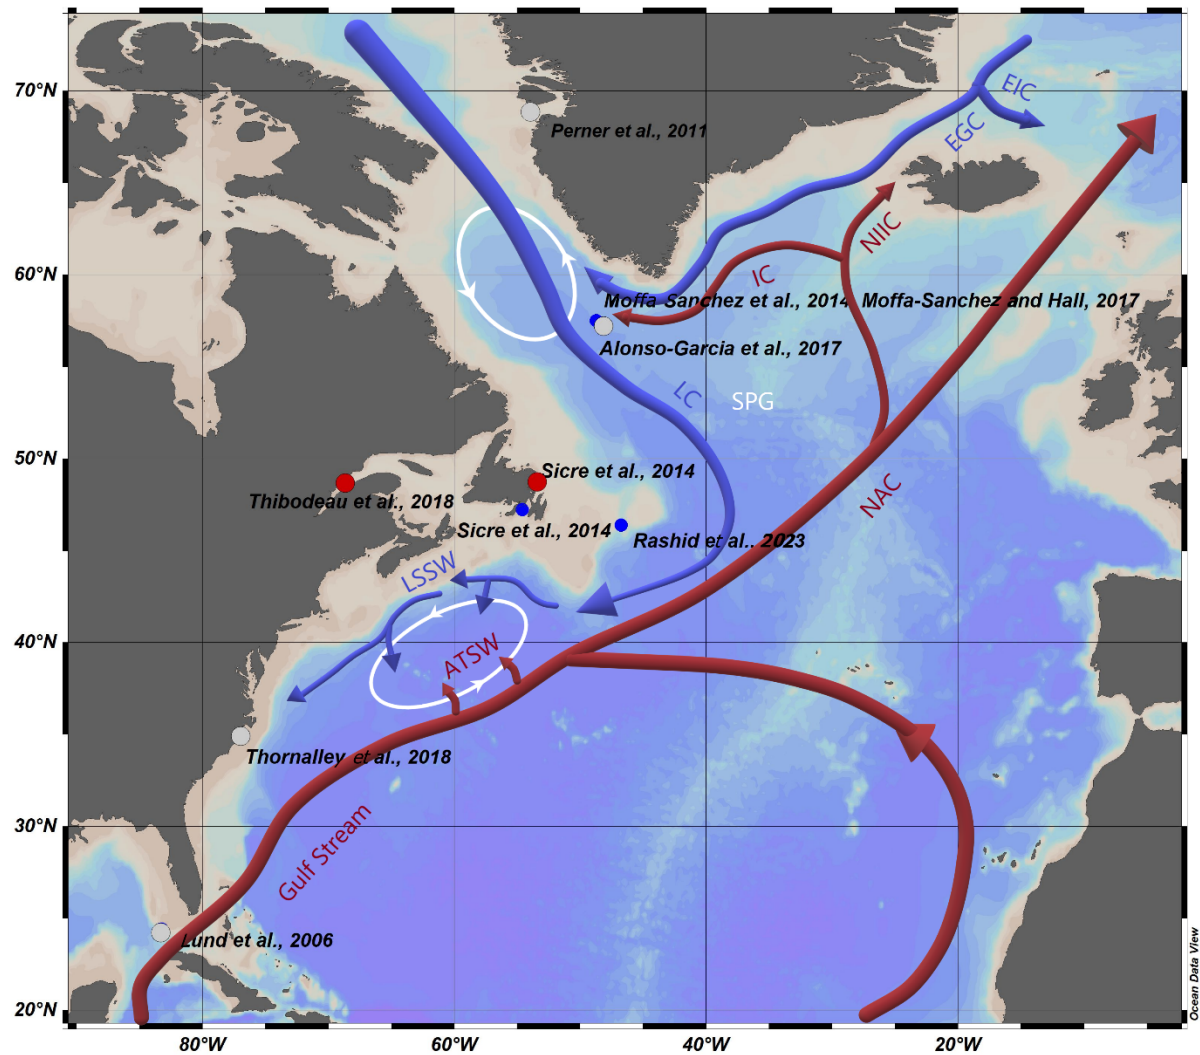 70°N
EIC
EGC
Perner et al., 2011
NIIC
60°N
IC
Moffa-Sanchez et al., 2014
Moffa-Sanchez and Hall, 2017
Alonso-Garcia et al., 2017
LC
SPG
50°N
Sicre et al., 2014
NAC
Thibodeau et al., 2018
Sicre et al., 2014
Rashid et al.. 2023
LSSW
40°N
ATSW
Thornalley et al., 2018
30°N
Gulf Stream
Lund et al., 2006
20°N
80°W
60°W
40°W
20°W
Ocean Data View